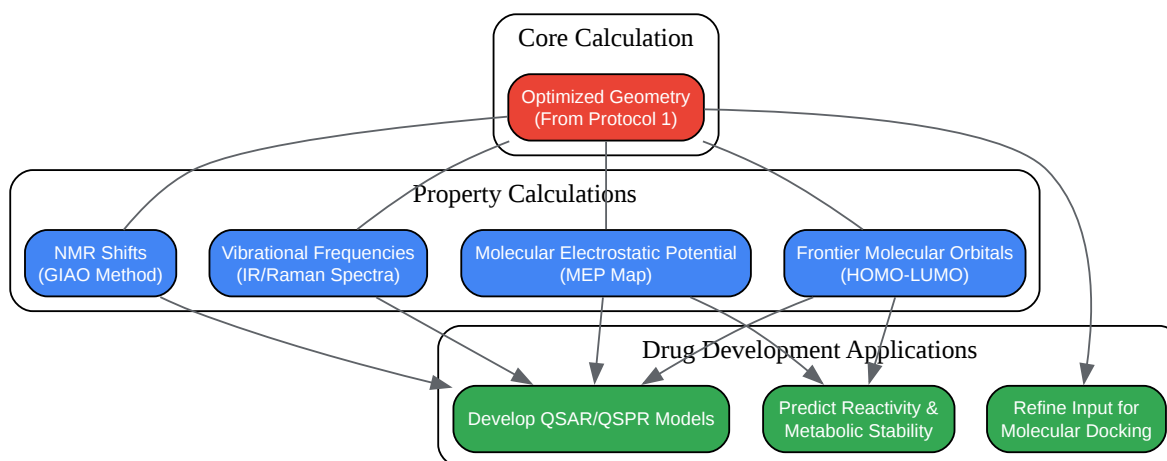 Core Calculation
Optimized Geometry
(From Protocol 1)
Property Calculations
NMR Shifts
(GIAO Method)
Vibrational Frequencies
(IR/Raman Spectra)
Molecular Electrostatic Potential
(MEP Map)
Frontier Molecular Orbitals
(HOMO-LUMO)
Drug Development Applications
Develop QSAR/QSPR Models
Predict Reactivity &
Metabolic Stability
Refine Input for
Molecular Docking